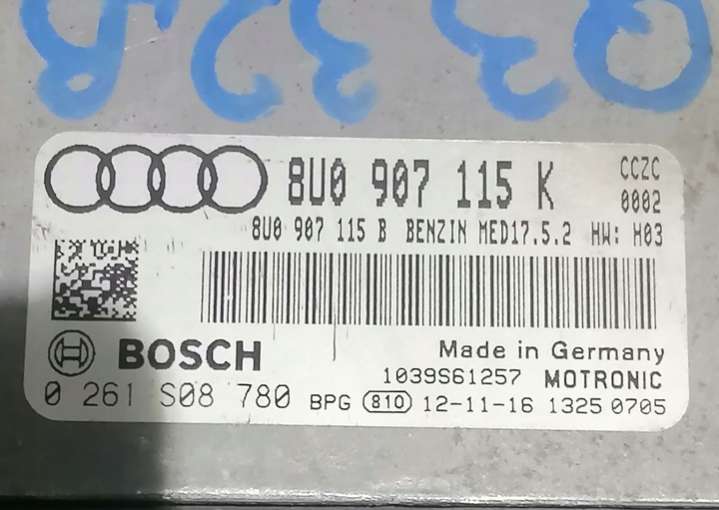 8U0 907 115 K
CCZC
0002
8U0 907 115 B BENZIN MED17.5.2 HW: H03
BOSCH
Made in Germany
1039S61257 MOTRONIC
0 261 S08 780 BPG 810 12-11-16 1325 0705